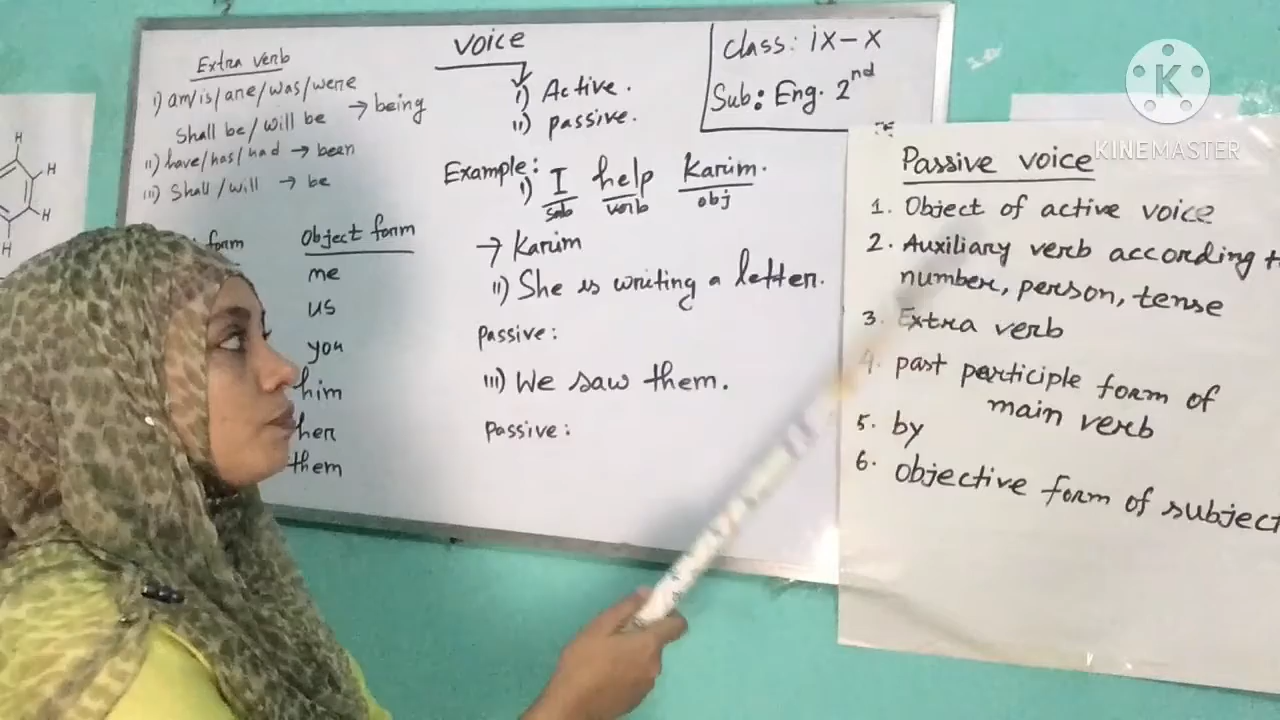 Extra verb
i) am/is/are/was/were
shall be/will be → being
ii) have/has/had → been
iii) shall/will → be
form
Object form
me
us
you
him
her
them
voice
i) Active.
ii) passive.
Example:
i) I help Karim.
sub verb obj
→ Karim
ii) She is writing a letter.
passive:
iii) We saw them.
passive:
class: ix-x
Sub: Eng. 2nd
Passive voice
1. Object of active voice
2. Auxiliary verb according
number, person, tense
3. Extra verb
4. past participle form of
main verb
5. by
6. Objective form of subject
H
H
H
H
K
KINEMASTER